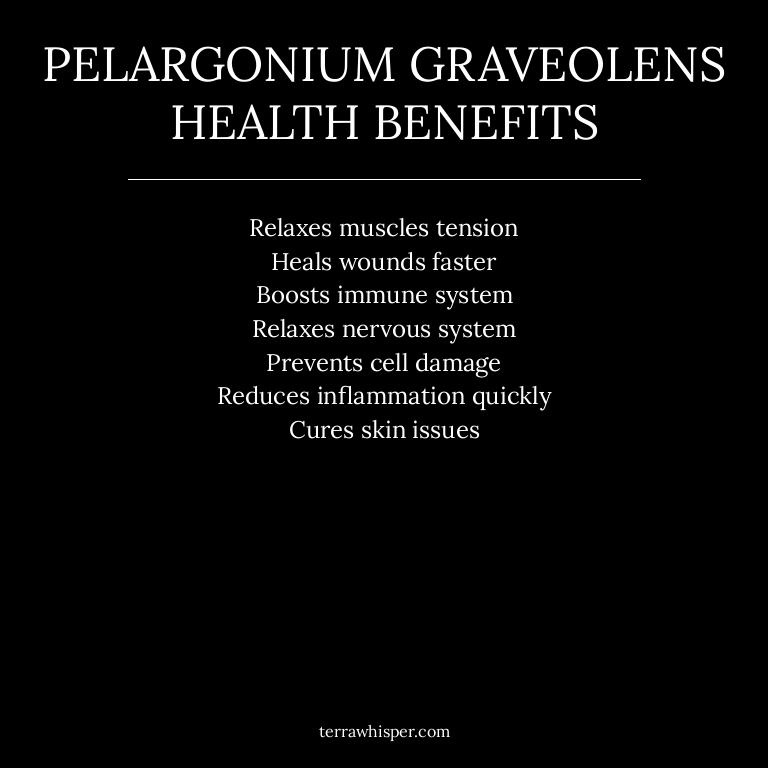 PELARGONIUM GRAVEOLENS
HEALTH BENEFITS
Relaxes muscles tension
Heals wounds faster
Boosts immune system
Relaxes nervous system
Prevents cell damage
Reduces inflammation quickly
Cures skin issues
terrawhisper.com